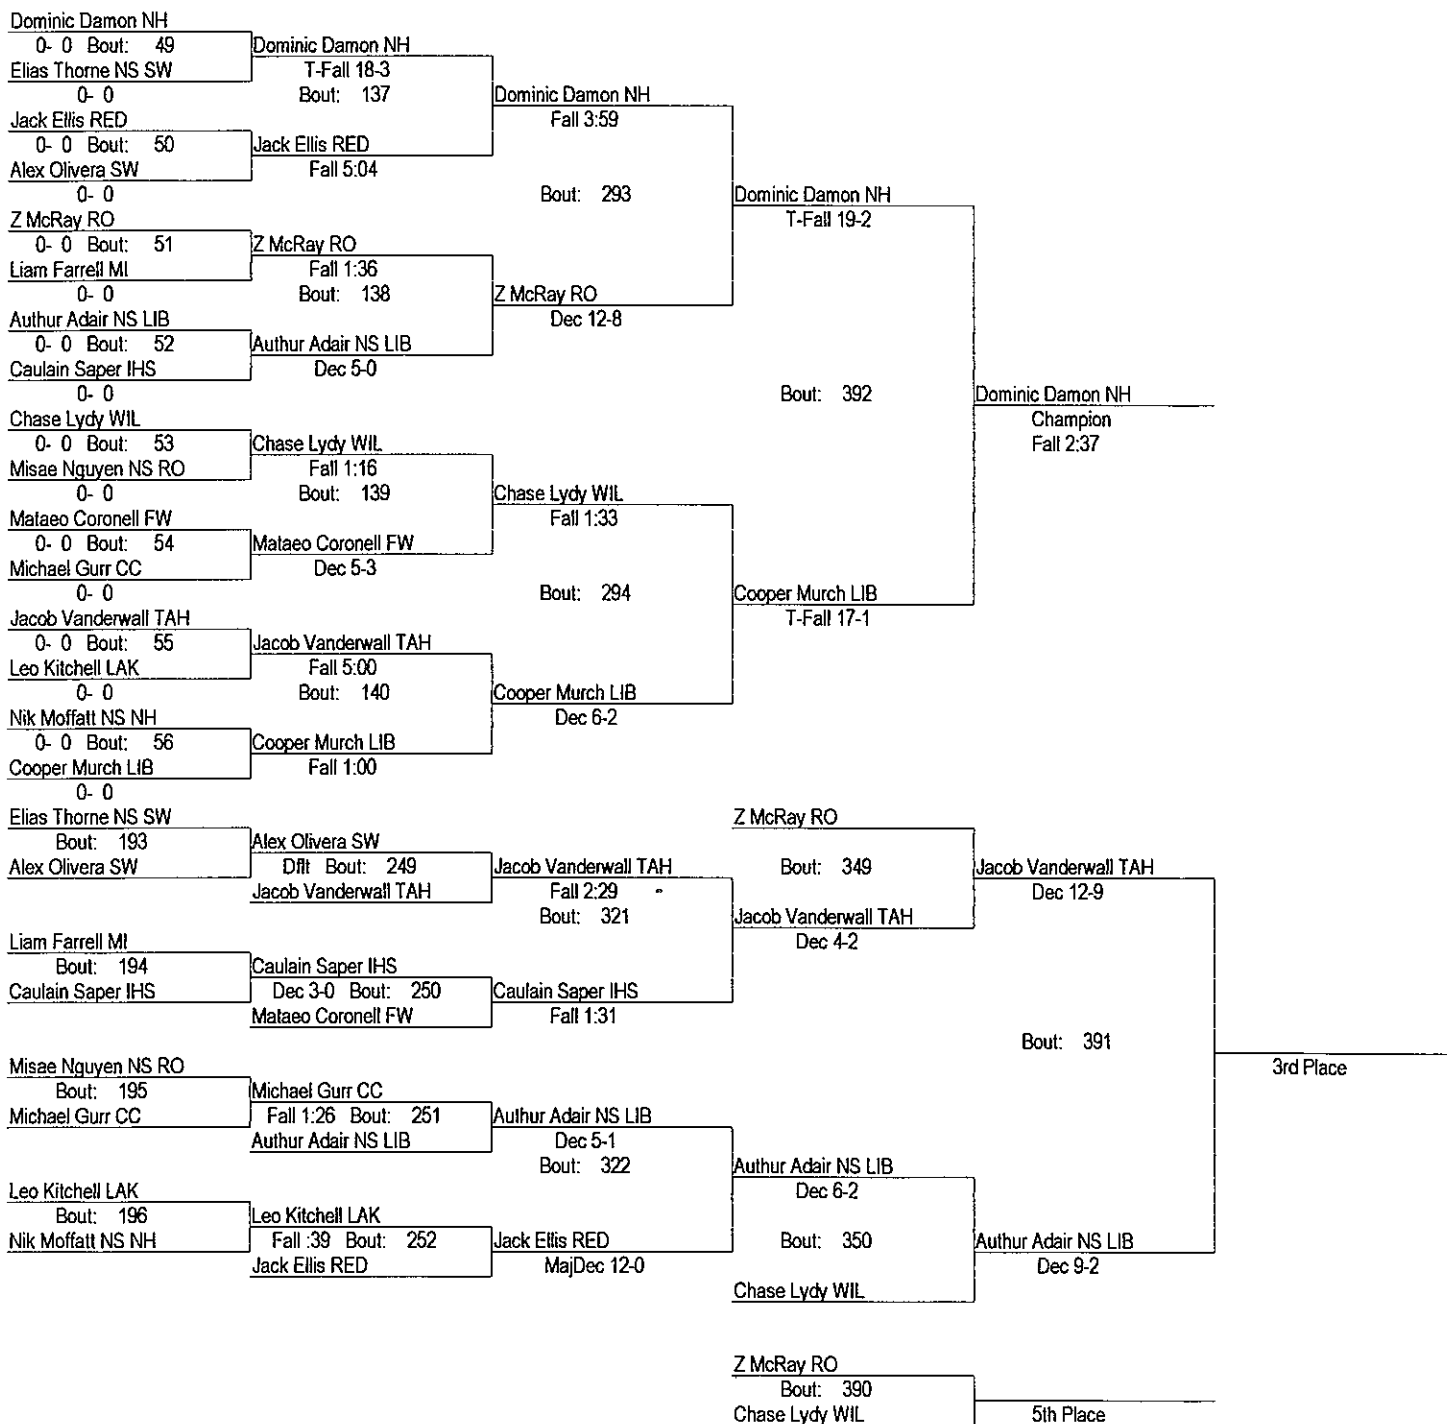 Dominic Damon NH
0- 0 Bout: 49
Elias Thorne NS SW
0- 0
Jack Ellis RED
0- 0 Bout: 50
Alex Olivera SW
0- 0
Z McRay RO
0- 0 Bout: 51
Liam Farrell MI
0- 0
Authur Adair NS LIB
0- 0 Bout: 52
Caulain Saper IHS
0- 0
Chase Lydy WIL
0- 0 Bout: 53
Misae Nguyen NS RO
0- 0
Mataeo Coronell FW
0- 0 Bout: 54
Michael Gurr CC
0- 0
Jacob Vanderwall TAH
0- 0 Bout: 55
Leo Kitchell LAK
0- 0
Nik Moffatt NS NH
0- 0 Bout: 56
Cooper Murch LIB
0- 0
Dominic Damon NH
T-Fall 18-3
Bout: 137
Jack Ellis RED
Fall 5:04
Z McRay RO
Fall 1:36
Bout: 138
Authur Adair NS LIB
Dec 5-0
Chase Lydy WIL
Fall 1:16
Bout: 139
Mataeo Coronell FW
Dec 5-3
Jacob Vanderwall TAH
Fall 5:00
Bout: 140
Cooper Murch LIB
Fall 1:00
Dominic Damon NH
Fall 3:59
Bout: 293
Z McRay RO
Dec 12-8
Chase Lydy WIL
Fall 1:33
Bout: 294
Cooper Murch LIB
Dec 6-2
Dominic Damon NH
T-Fall 19-2
Bout: 392
Cooper Murch LIB
T-Fall 17-1
Dominic Damon NH
Champion
Fall 2:37
Elias Thorne NS SW
Bout: 193
Alex Olivera SW
Liam Farrell MI
Bout: 194
Caulain Saper IHS
Misae Nguyen NS RO
Bout: 195
Michael Gurr CC
Leo Kitchell LAK
Bout: 196
Nik Moffatt NS NH
Alex Olivera SW
Dflt Bout: 249
Jacob Vanderwall TAH
Caulain Saper IHS
Dec 3-0 Bout: 250
Mataeo Coronell FW
Michael Gurr CC
Fall 1:26 Bout: 251
Authur Adair NS LIB
Leo Kitchell LAK
Fall :39 Bout: 252
Jack Ellis RED
Jacob Vanderwall TAH
Fall 2:29
Bout: 321
Caulain Saper IHS
Fall 1:31
Authur Adair NS LIB
Dec 5-1
Bout: 322
Jack Ellis RED
MajDec 12-0
Z McRay RO
Bout: 349
Jacob Vanderwall TAH
Dec 4-2
Authur Adair NS LIB
Dec 6-2
Bout: 350
Chase Lydy WIL
Jacob Vanderwall TAH
Dec 12-9
Bout: 391
Authur Adair NS LIB
Dec 9-2
3rd Place
Z McRay RO
Bout: 390
Chase Lydy WIL
5th Place